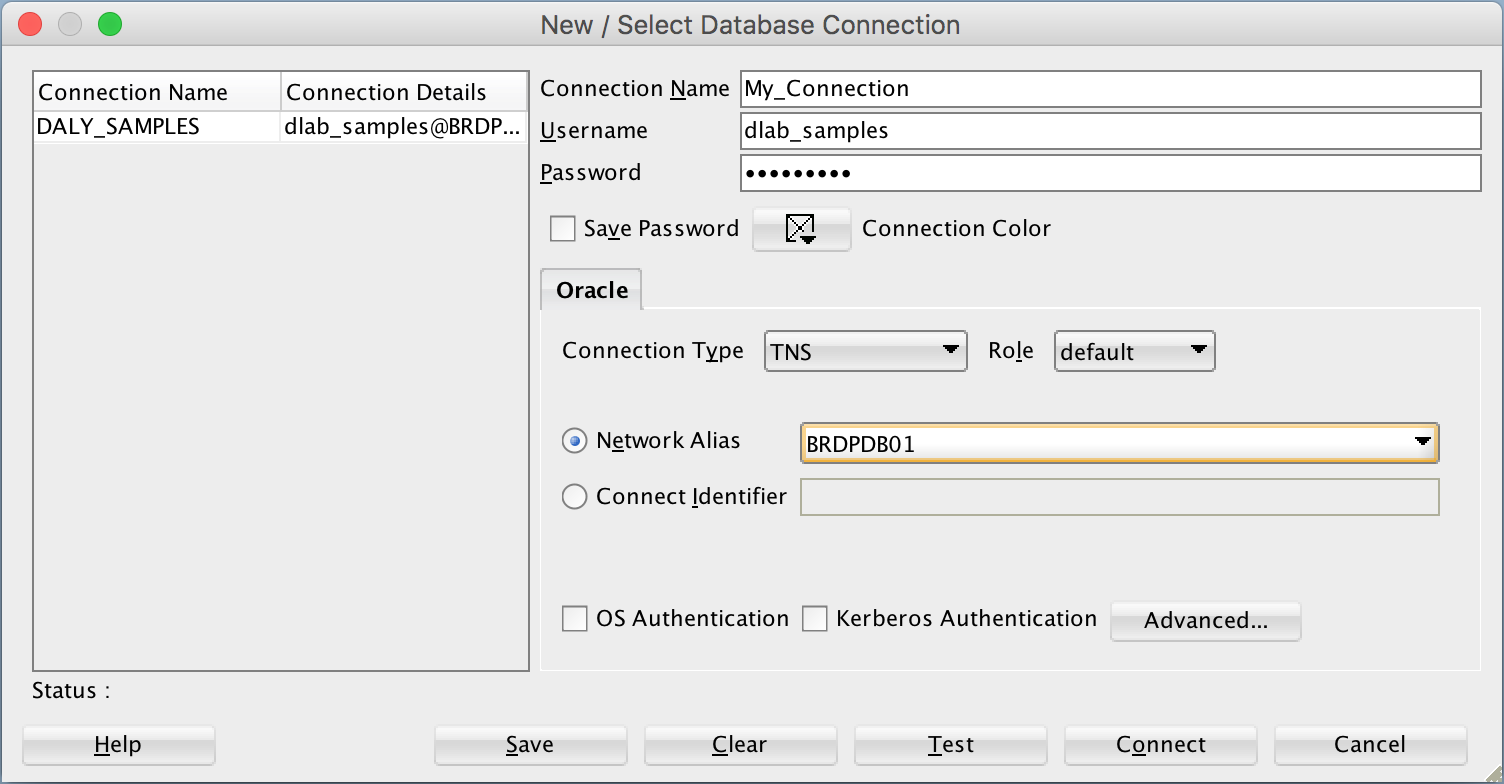 New / Select Database Connection
Connection Name Connection Details
DALY_SAMPLES dlab_samples@BRDP...
Connection Name My_Connection
Username dlab_samples
Password •••••••••
Save Password Connection Color
Oracle
Connection Type TNS Role default
Network Alias BRDPDB01
Connect Identifier
OS Authentication Kerberos Authentication Advanced...
Status :
Help Save Clear Test Connect Cancel